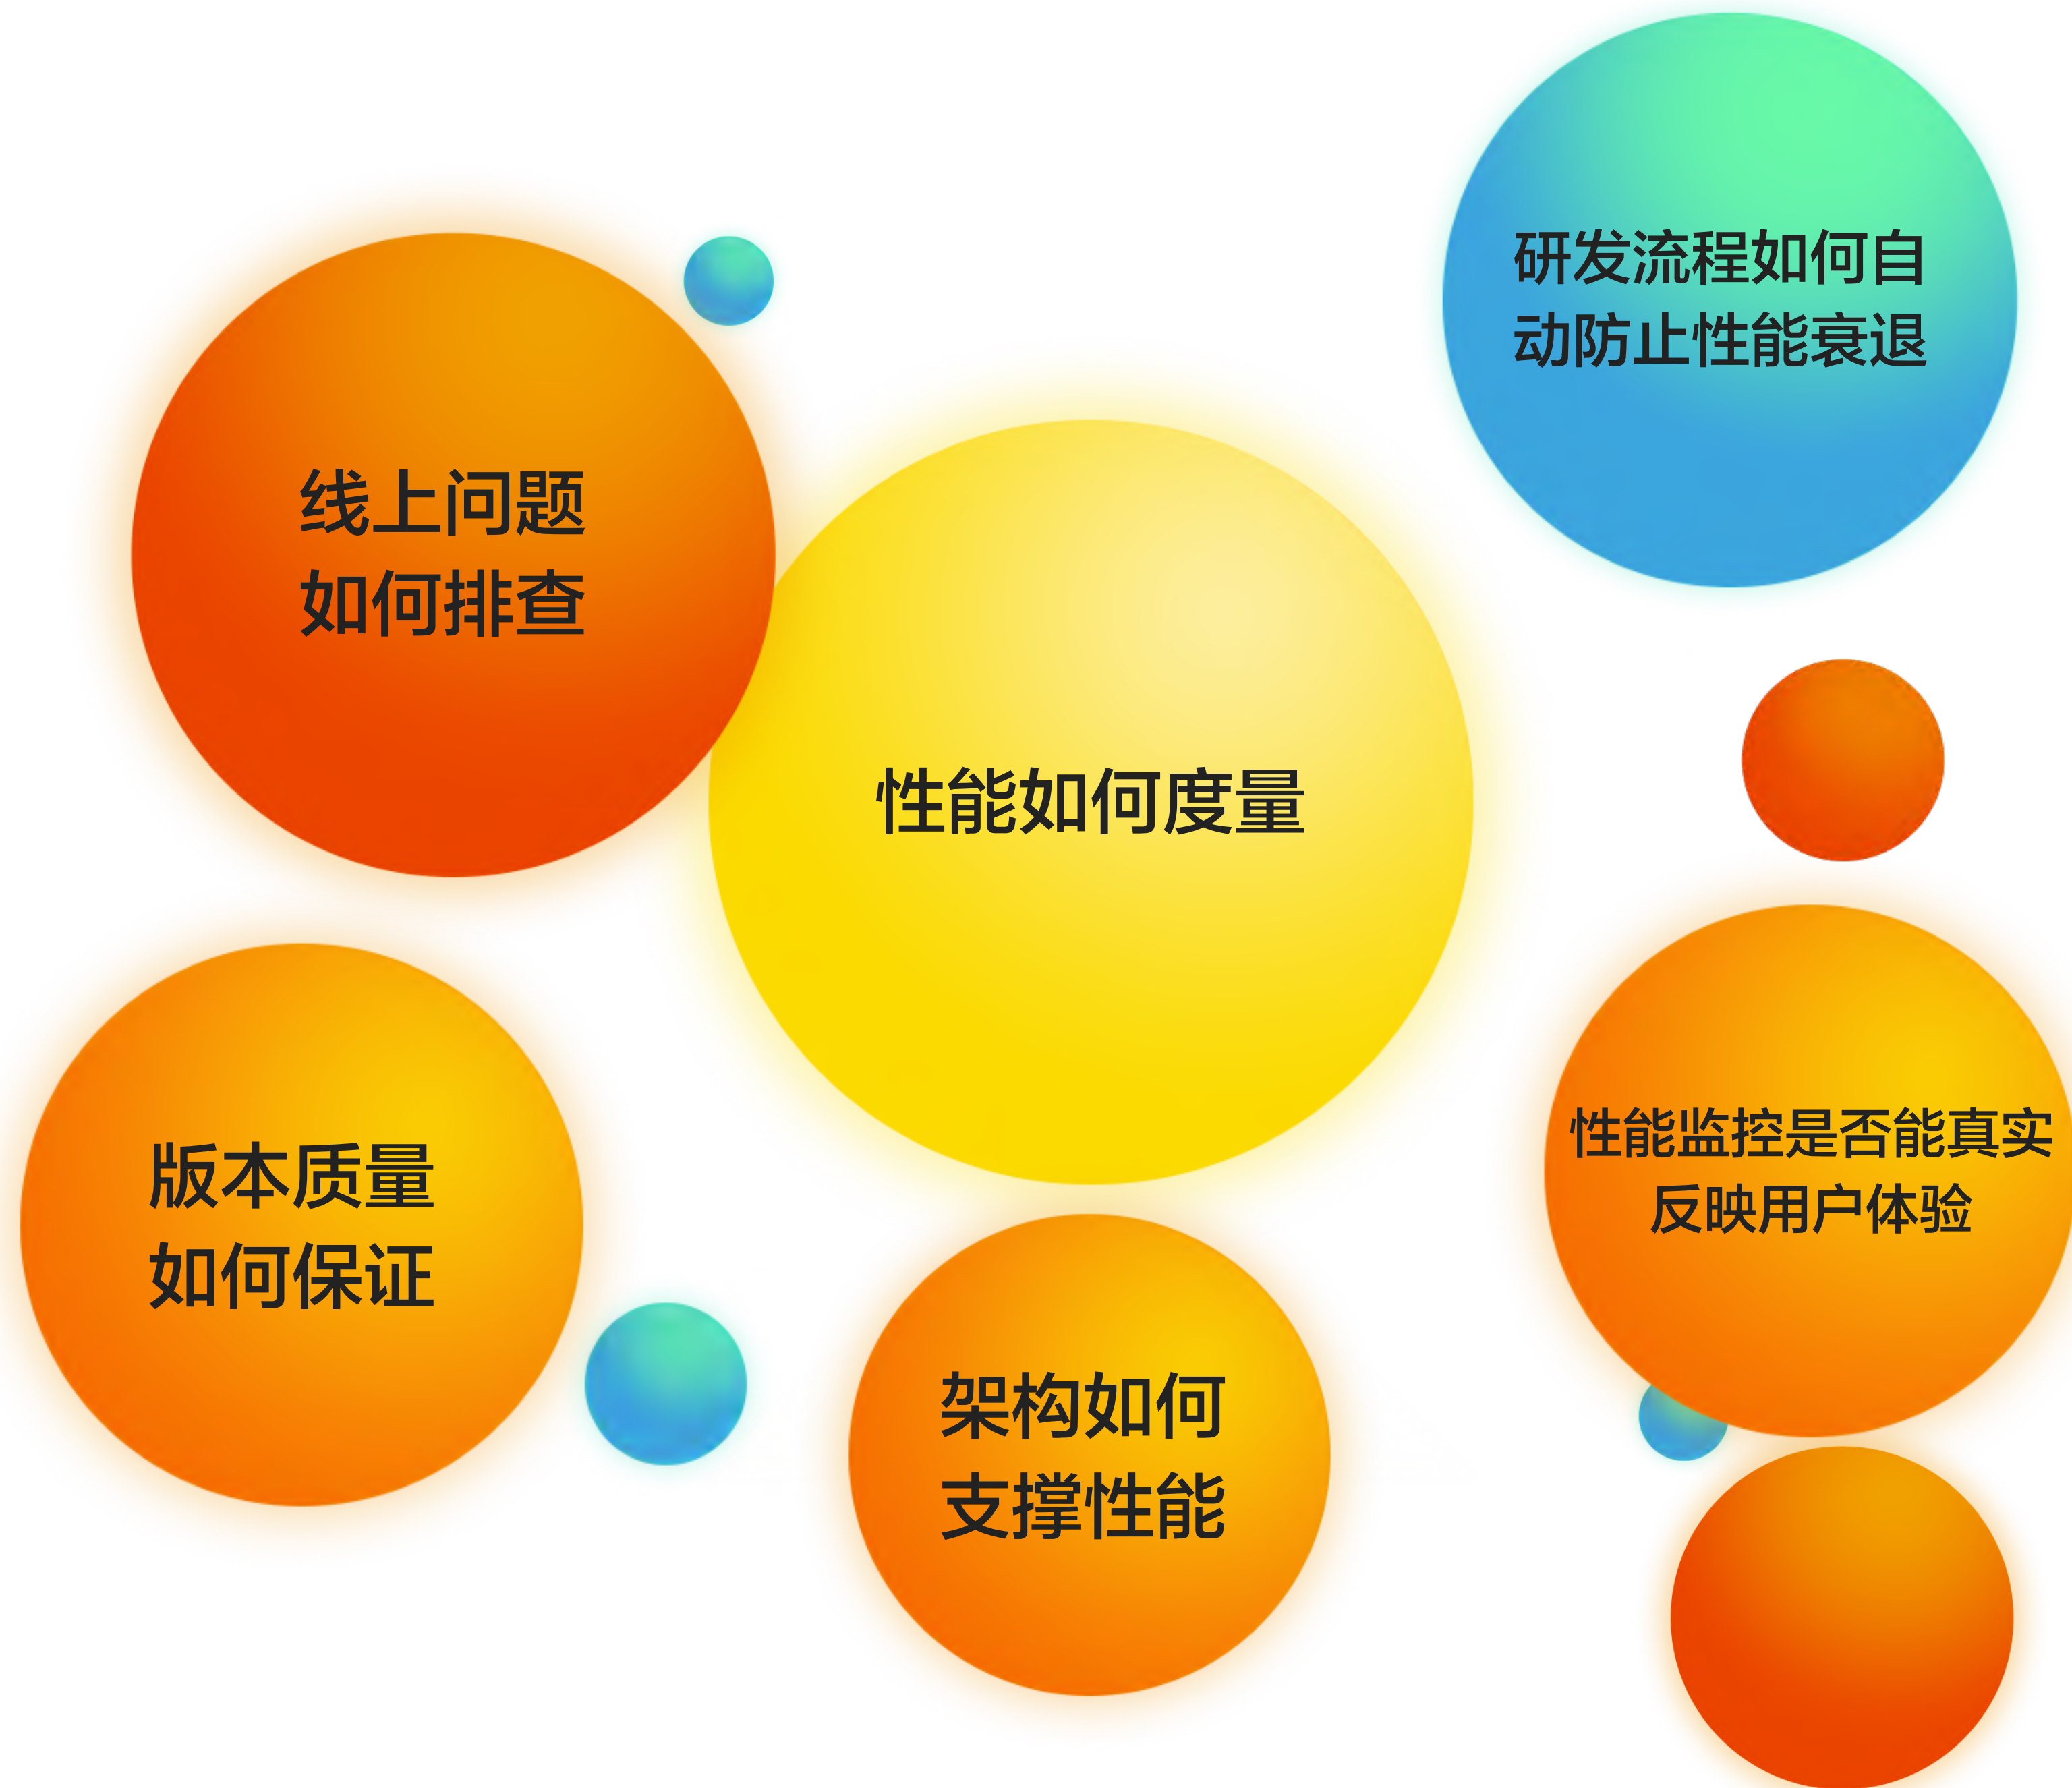 研发流程如何自
动防止性能衰退
线上问题
如何排查
性能如何度量
性能监控是否能真实
反映用户体验
版本质量
如何保证
架构如何
支撑性能